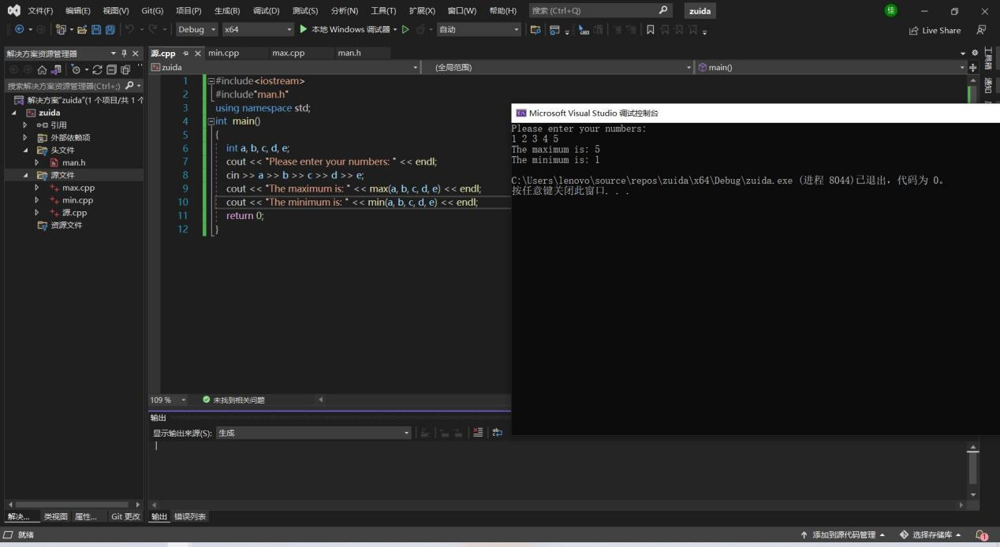 文件(F) 编辑(E) 视图(V) Git(G) 项目(P) 生成(B) 调试(D) 测试(S) 分析(N) 工具(T) 扩展(X) 窗口(W) 帮助(H) 搜索 (Ctrl+Q) zuida 佳
Debug x64 本地 Windows 调试器 自动 Live Share
解决方案资源管理器
搜索解决方案资源管理器(Ctrl+;)
解决方案"zuida"(1 个项目/共 1 个
zuida
引用
外部依赖项
头文件
man.h
源文件
max.cpp
min.cpp
源.cpp
资源文件
解决... 类视图 属性... Git 更改
源.cpp min.cpp max.cpp man.h
zuida (全局范围) main()
1 #include<iostream>
2 #include"man.h"
3 using namespace std;
4 int main()
5 {
6 int a, b, c, d, e;
7 cout << "Please enter your numbers: " << endl;
8 cin >> a >> b >> c >> d >> e;
9 cout << "The maximum is: " << max(a, b, c, d, e) << endl;
10 cout << "The minimum is: " << min(a, b, c, d, e) << endl;
11 return 0;
12 }
109 % 未找到相关问题
输出
显示输出来源(S): 生成
输出 错误列表
Microsoft Visual Studio 调试控制台
Please enter your numbers:
1 2 3 4 5
The maximum is: 5
The minimum is: 1
C:\Users\lenovo\source\repos\zuida\x64\Debug\zuida.exe (进程 8044)已退出，代码为 0。
按任意键关闭此窗口. . .
工具箱
通知
就绪 添加到源代码管理 选择存储库 1